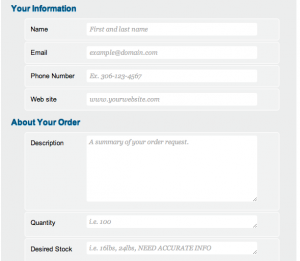 Your Information
Name First and last name
Email example@domain.com
Phone Number Ex. 306-123-4567
Web site www.yourwebsite.com
About Your Order
Description A summary of your order request.
Quantity i.e. 100
Desired Stock i.e. 16lbs, 24lbs, NEED ACCURATE INFO